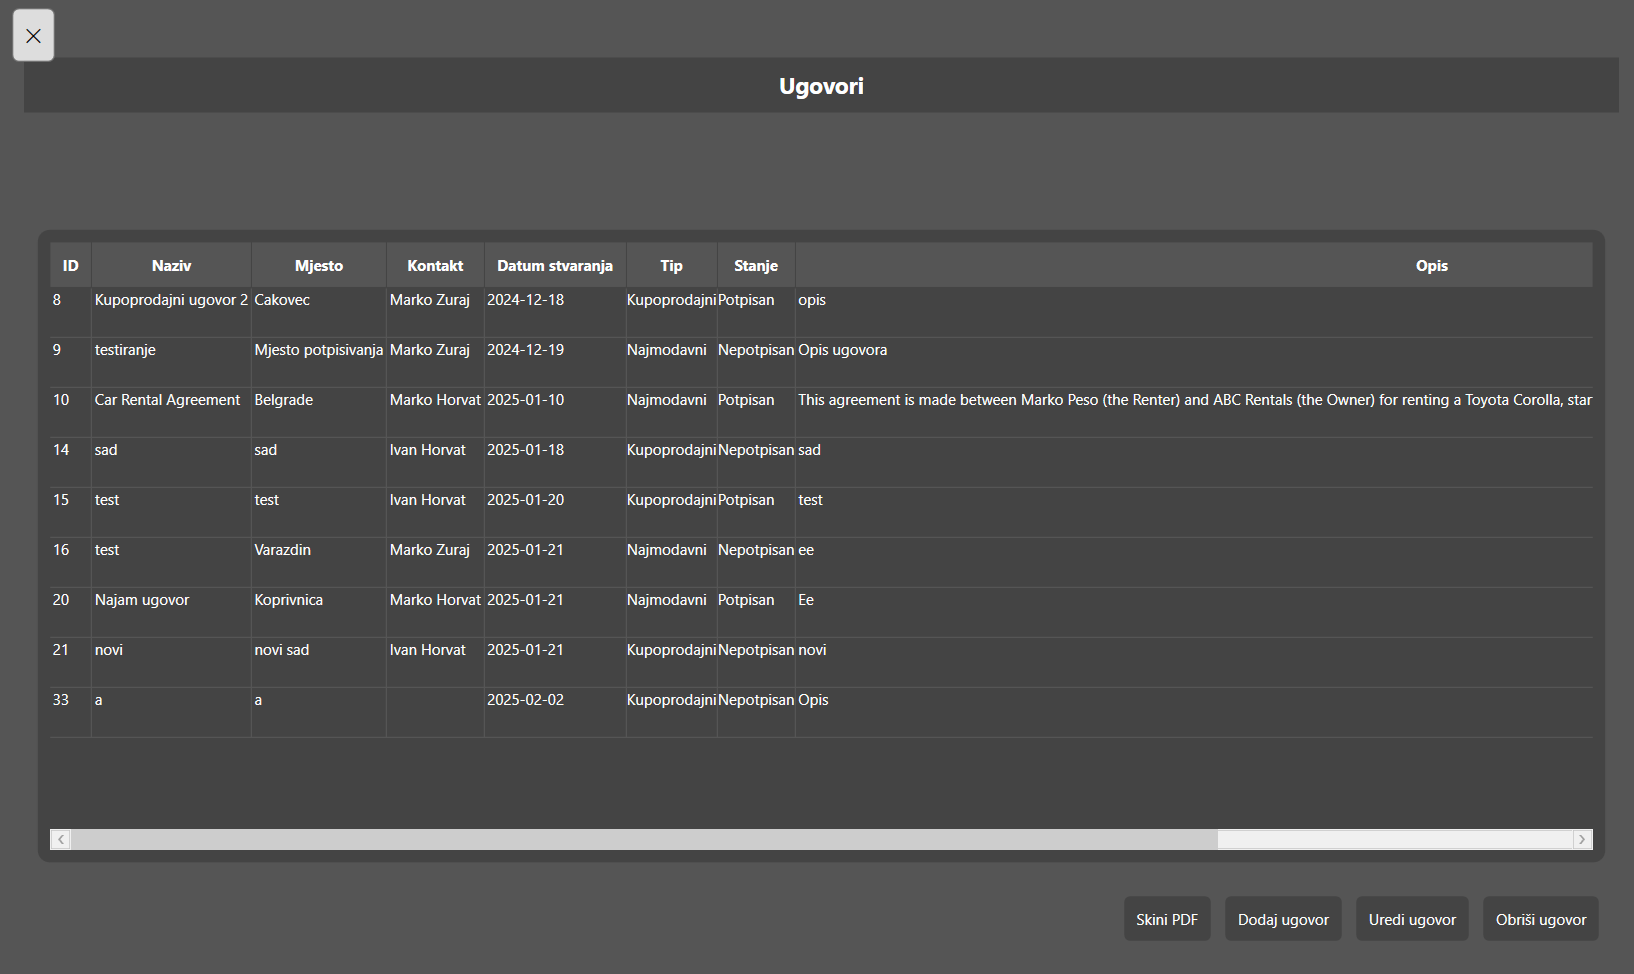 Ugovori
ID Naziv Mjesto Kontakt Datum stvaranja Tip Stanje Opis
8 Kupoprodajni ugovor 2 Cakovec Marko Zuraj 2024-12-18 Kupoprodajni Potpisan opis
9 testiranje Mjesto potpisivanja Marko Zuraj 2024-12-19 Najmodavni Nepotpisan Opis ugovora
10 Car Rental Agreement Belgrade Marko Horvat 2025-01-10 Najmodavni Potpisan This agreement is made between Marko Peso (the Renter) and ABC Rentals (the Owner) for renting a Toyota Corolla, star
14 sad sad Ivan Horvat 2025-01-18 Kupoprodajni Nepotpisan sad
15 test test Ivan Horvat 2025-01-20 Kupoprodajni Potpisan test
16 test Varazdin Marko Zuraj 2025-01-21 Najmodavni Nepotpisan ee
20 Najam ugovor Koprivnica Marko Horvat 2025-01-21 Najmodavni Potpisan Ee
21 novi novi sad Ivan Horvat 2025-01-21 Kupoprodajni Nepotpisan novi
33 a a 2025-02-02 Kupoprodajni Nepotpisan Opis
Skini PDF Dodaj ugovor Uredi ugovor Obriši ugovor